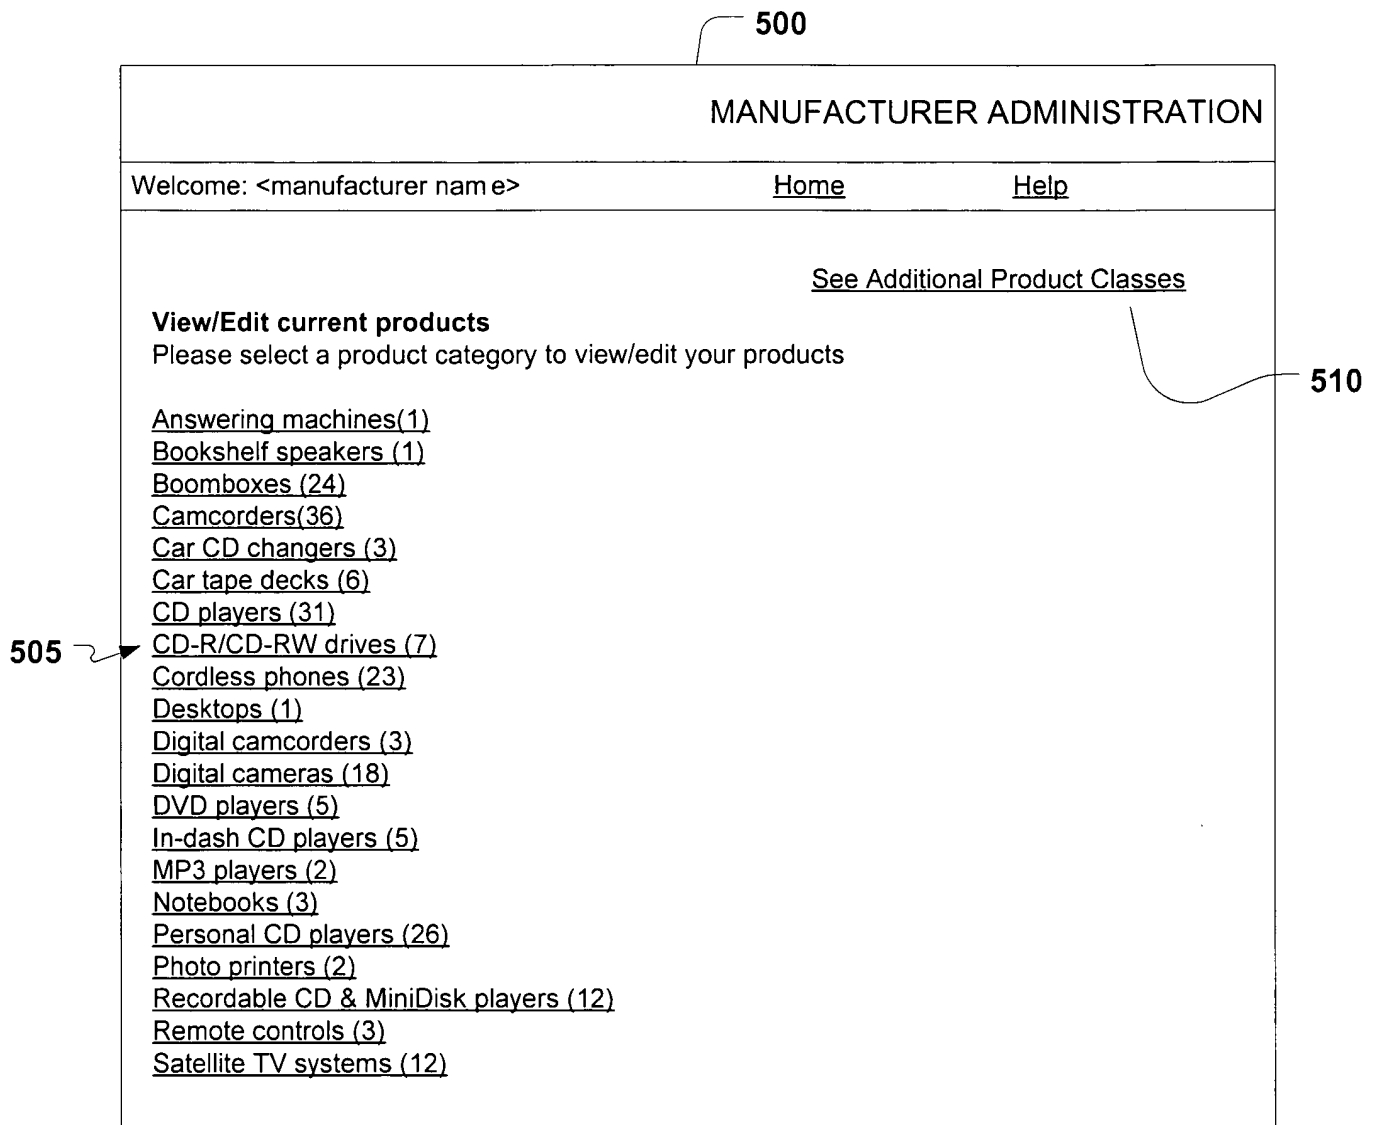 500
MANUFACTURER ADMINISTRATION
Welcome: <manufacturer name> Home Help
See Additional Product Classes
View/Edit current products
Please select a product category to view/edit your products
510
Answering machines(1)
Bookshelf speakers (1)
Boomboxes (24)
Camcorders(36)
Car CD changers (3)
Car tape decks (6)
CD players (31)
505 CD-R/CD-RW drives (7)
Cordless phones (23)
Desktops (1)
Digital camcorders (3)
Digital cameras (18)
DVD players (5)
In-dash CD players (5)
MP3 players (2)
Notebooks (3)
Personal CD players (26)
Photo printers (2)
Recordable CD & MiniDisk players (12)
Remote controls (3)
Satellite TV systems (12)